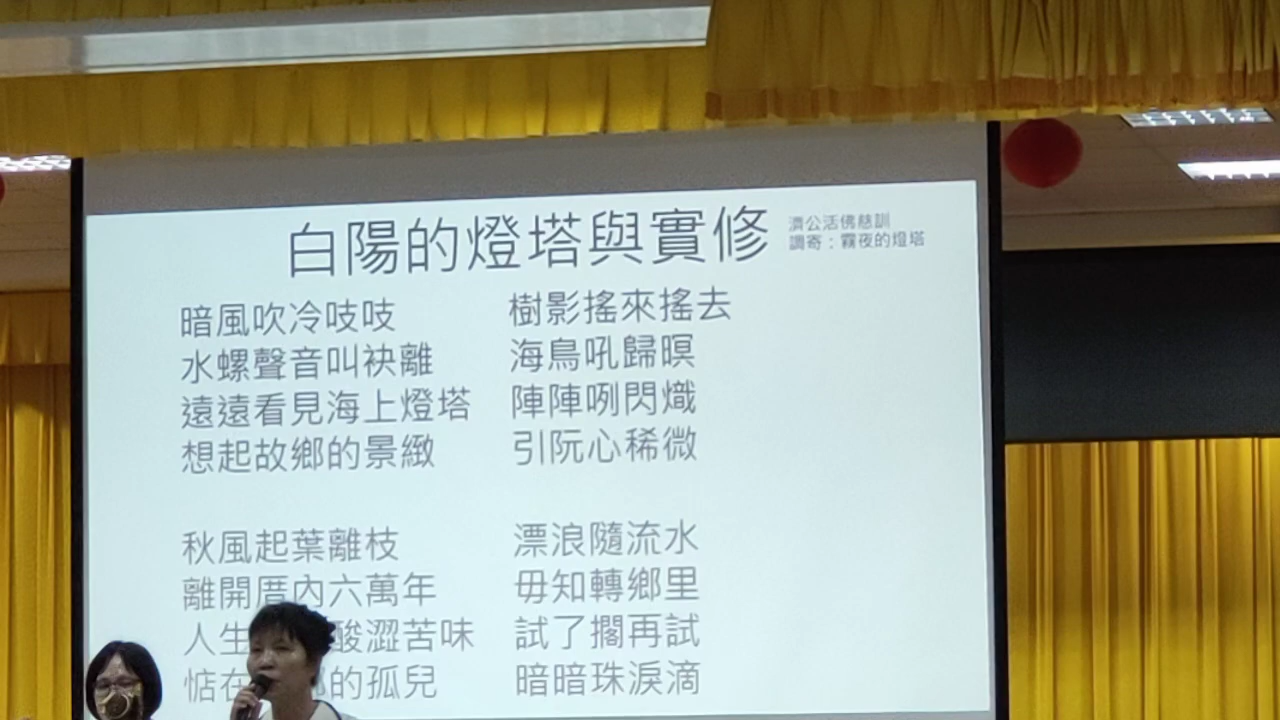 白陽的燈塔與實修
濟公活佛慈訓
調寄：霧夜的燈塔
暗風吹冷吱吱　樹影搖來搖去
水螺聲音叫袂離　海鳥吼歸暝
遠遠看見海上燈塔　陣陣咧閃熾
想起故鄉的景緻　引阮心稀微
秋風起葉離枝　漂浪隨流水
離開厝內六萬年　毋知轉鄉里
人生酸澀苦味　試了擱再試
惦在的孤兒　暗暗珠淚滴